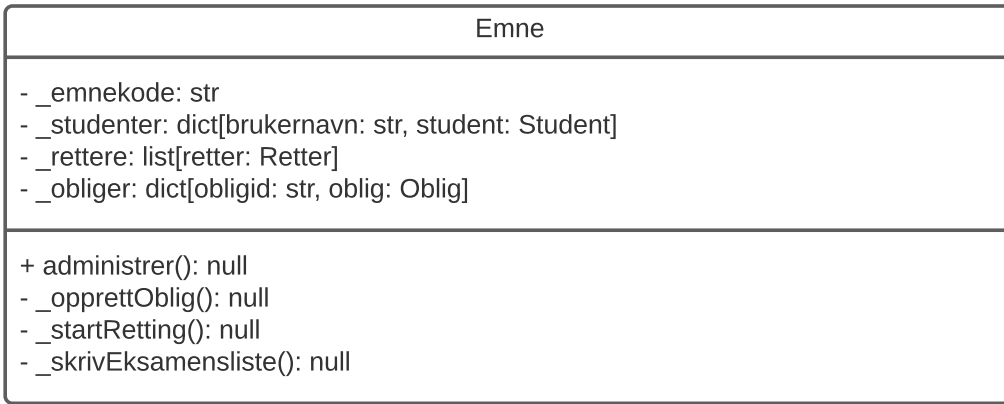 Emne
- _emnekode: str
- _studenter: dict[brukernavn: str, student: Student]
- _rettere: list[retter: Retter]
- _obliger: dict[obligid: str, oblig: Oblig]
+ administrer(): null
- _opprettOblig(): null
- _startRetting(): null
- _skrivEksamensliste(): null